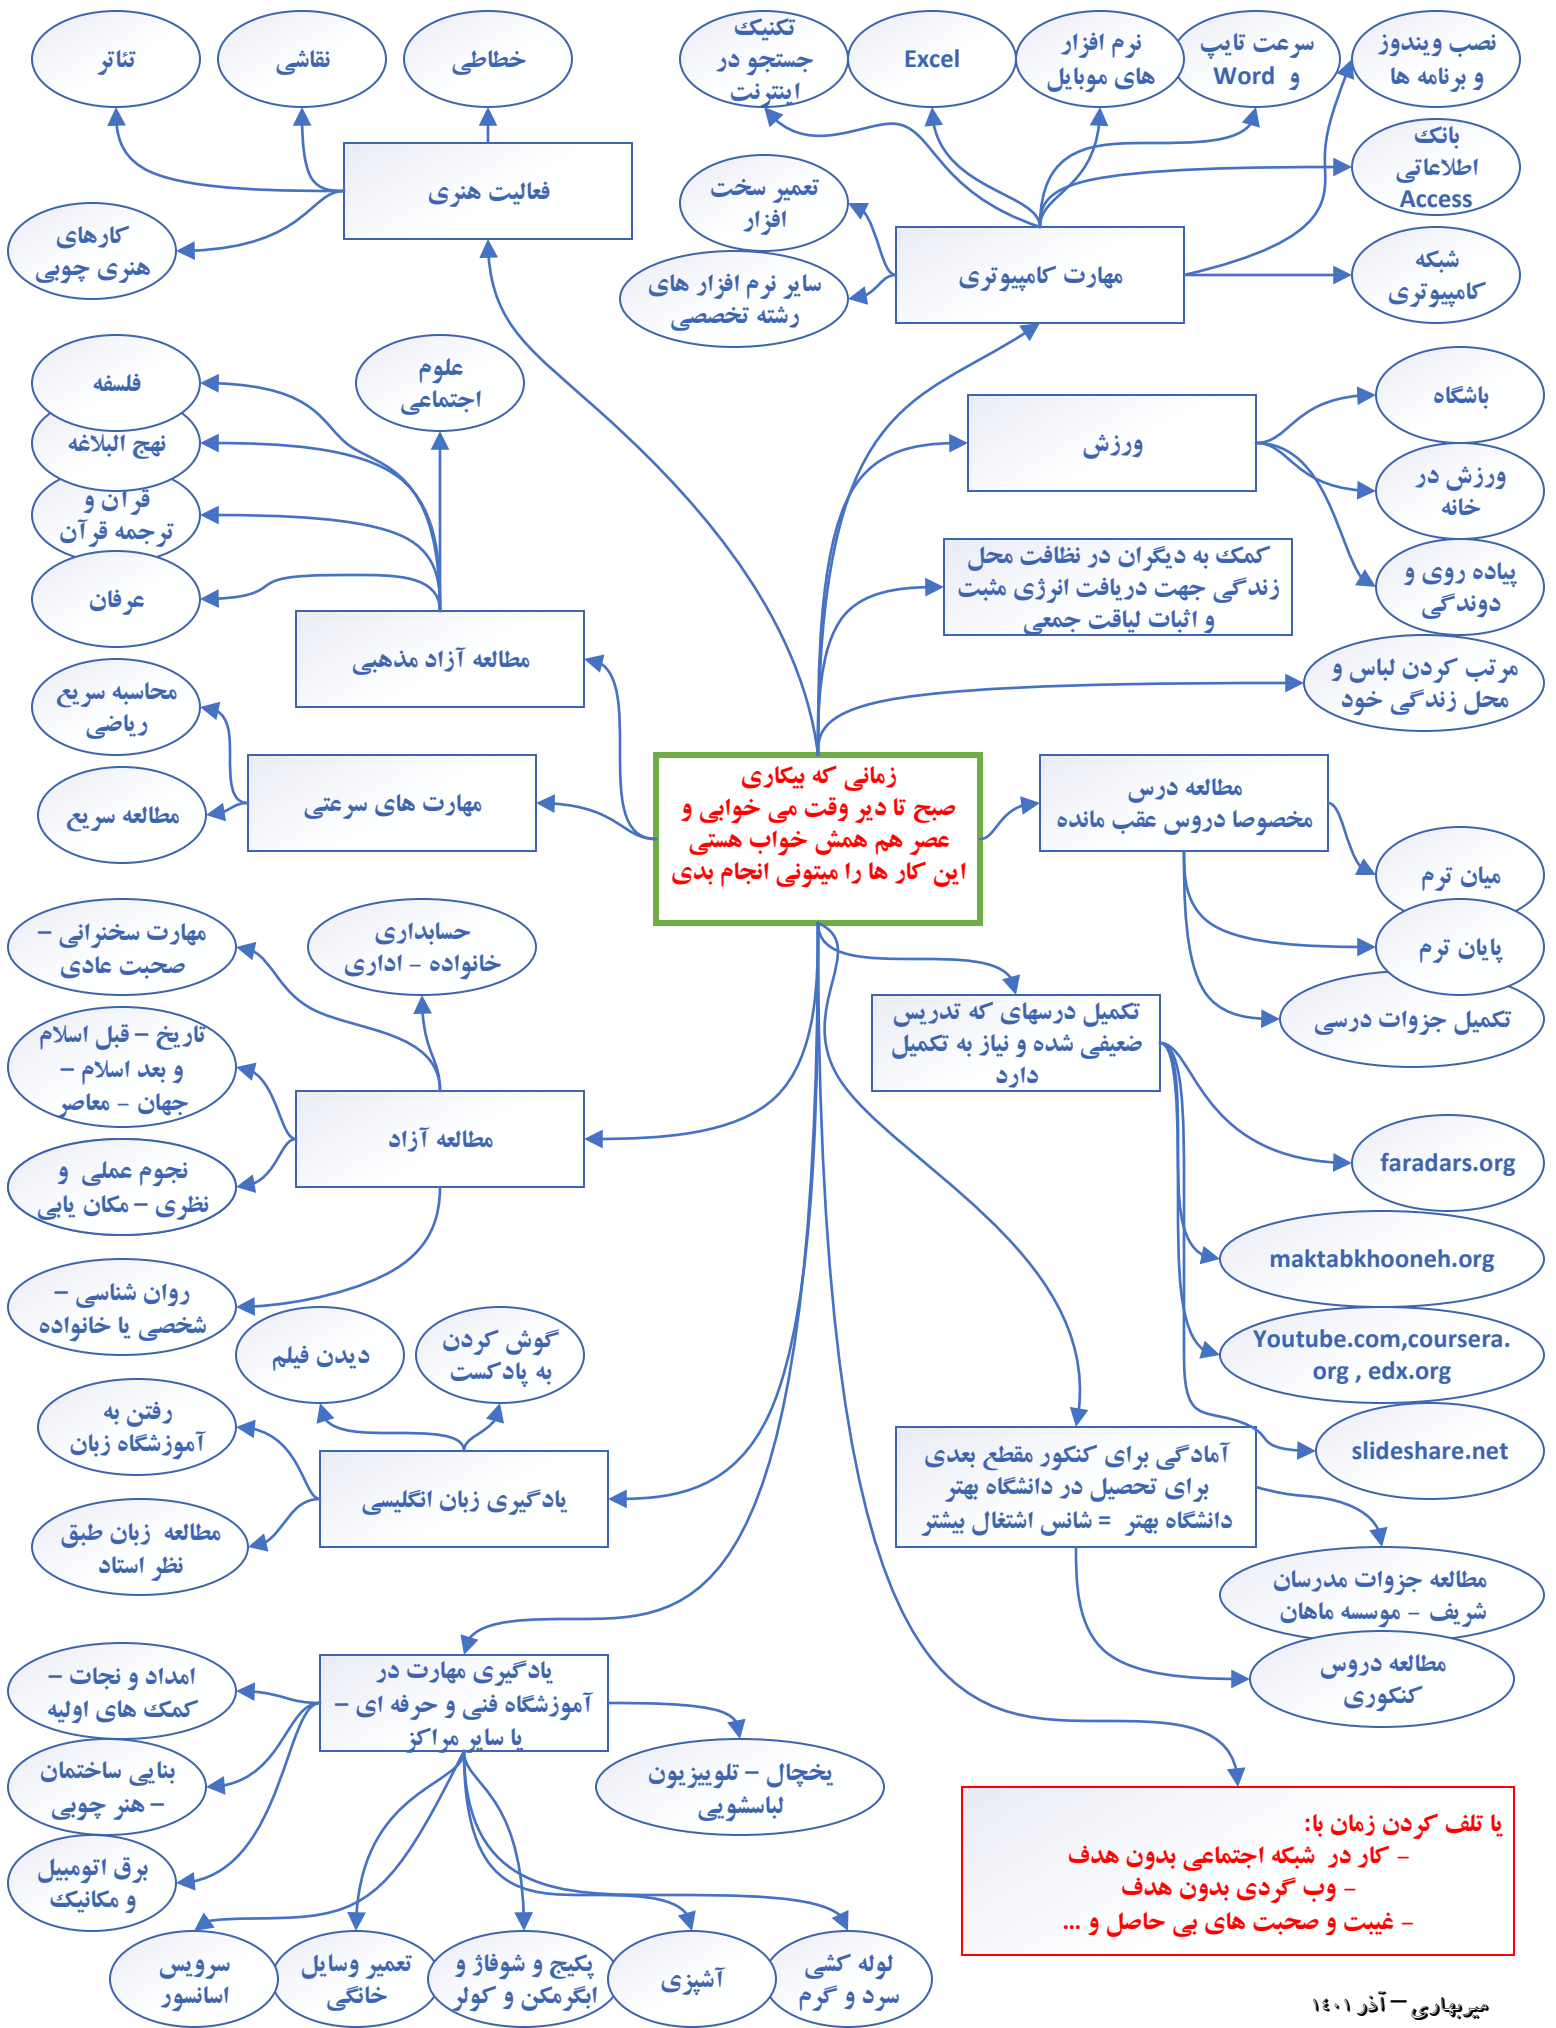 زمانی که بیکاری
صبح تا دیر وقت می خوابی و
عصر هم همش خواب هستی
این کار ها را میتونی انجام بدی
فعالیت هنری
خطاطی
نقاشی
تئاتر
کارهای
هنری چوبی
مهارت کامپیوتری
نصب ویندوز
و برنامه ها
سرعت تایپ
و Word
نرم افزار
های موبایل
Excel
تکنیک
جستجو در
اینترنت
بانک
اطلاعاتی
Access
شبکه
کامپیوتری
تعمیر سخت
افزار
سایر نرم افزار های
رشته تخصصی
ورزش
باشگاه
ورزش در
خانه
پیاده روی و
دوندگی
کمک به دیگران در نظافت محل
زندگی جهت دریافت انرژی مثبت
و اثبات لیاقت جمعی
مرتب کردن لباس و
محل زندگی خود
مطالعه آزاد مذهبی
علوم
اجتماعی
فلسفه
نهج البلاغه
قرآن و
ترجمه قرآن
عرفان
مهارت های سرعتی
محاسبه سریع
ریاضی
مطالعه سریع
مطالعه درس
مخصوصا دروس عقب مانده
میان ترم
پایان ترم
تکمیل جزوات درسی
تکمیل درسهای که تدریس
ضعیفی شده و نیاز به تکمیل
دارد
faradars.org
maktabkhooneh.org
Youtube.com,coursera.
org , edx.org
slideshare.net
مطالعه آزاد
حسابداری
خانواده - اداری
مهارت سخنرانی –
صحبت عادی
تاریخ – قبل اسلام
و بعد اسلام –
جهان - معاصر
نجوم عملی و
نظری – مکان یابی
روان شناسی –
شخصی یا خانواده
یادگیری زبان انگلیسی
گوش کردن
به پادکست
دیدن فیلم
رفتن به
آموزشگاه زبان
مطالعه زبان طبق
نظر استاد
آمادگی برای کنکور مقطع بعدی
برای تحصیل در دانشگاه بهتر
دانشگاه بهتر = شانس اشتغال بیشتر
مطالعه جزوات مدرسان
شریف - موسسه ماهان
مطالعه دروس
کنکوری
یادگیری مهارت در
آموزشگاه فنی و حرفه ای –
یا سایر مراکز
امداد و نجات –
کمک های اولیه
بنایی ساختمان
– هنر چوبی
برق اتومبیل
و مکانیک
یخچال – تلوییزیون
لباسشویی
لوله کشی
سرد و گرم
آشپزی
پکیج و شوفاژ و
ابگرمکن و کولر
تعمیر وسایل
خانگی
سرویس
اسانسور
یا تلف کردن زمان با:
- کار در شبکه اجتماعی بدون هدف
- وب گردی بدون هدف
- غیبت و صحبت های بی حاصل و ...
میربهاری – آذر ۱۴۰۱